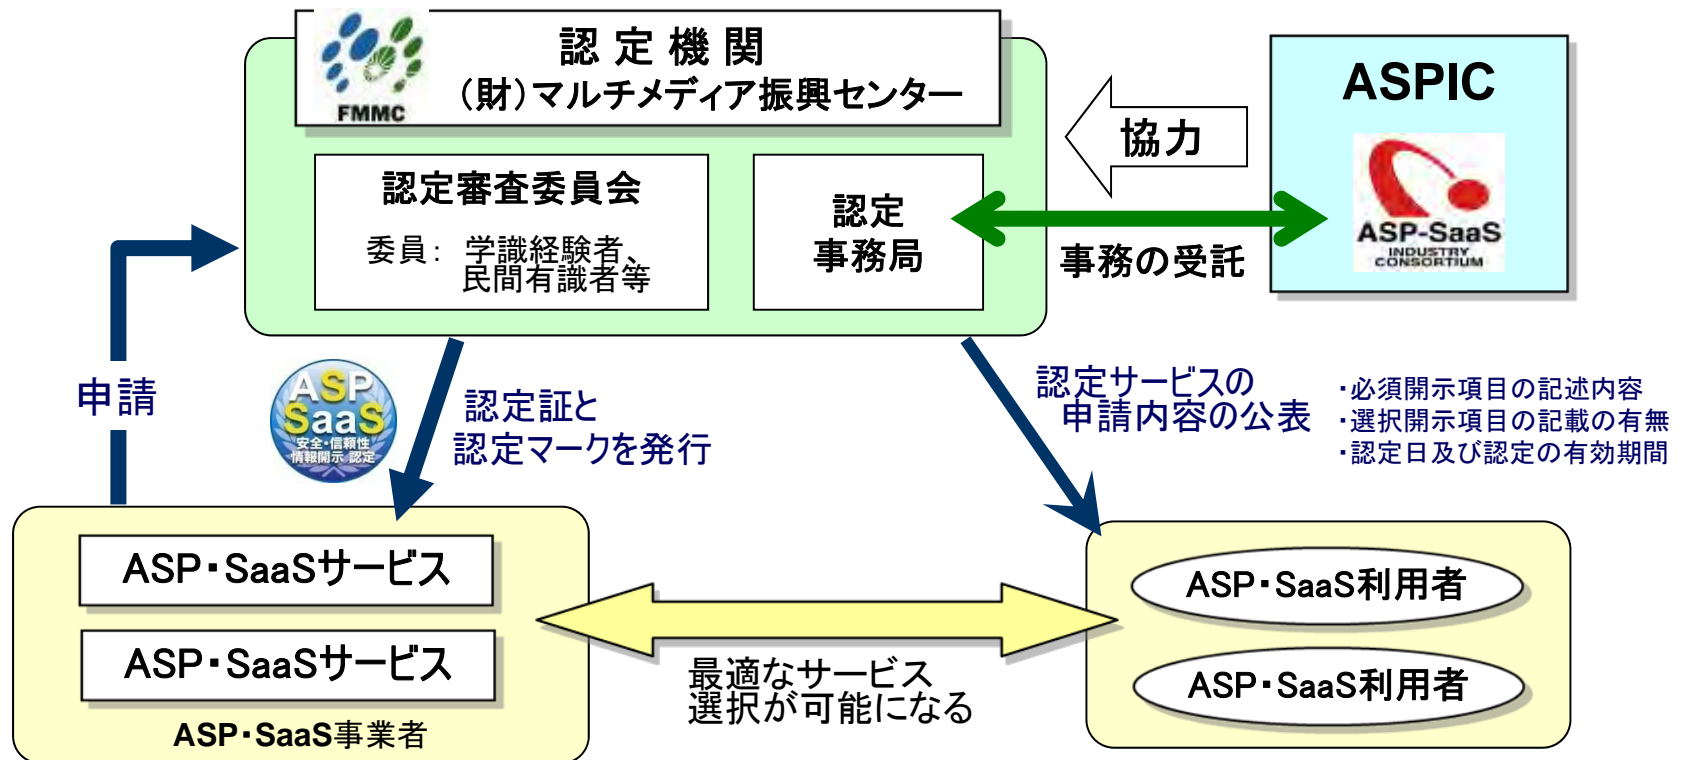 認定機関
(財)マルチメディア振興センター
FMMC
認定審査委員会
委員: 学識経験者、
民間有識者等
認定
事務局
協力
事務の受託
ASPIC
ASP-SaaS
INDUSTRY
CONSORTIUM
申請
ASP
SaaS
安全・信頼性
情報開示 認定
認定証と
認定マークを発行
認定サービスの
申請内容の公表
・必須開示項目の記述内容
・選択開示項目の記載の有無
・認定日及び認定の有効期間
ASP・SaaSサービス
ASP・SaaSサービス
ASP・SaaS事業者
最適なサービス
選択が可能になる
ASP・SaaS利用者
ASP・SaaS利用者